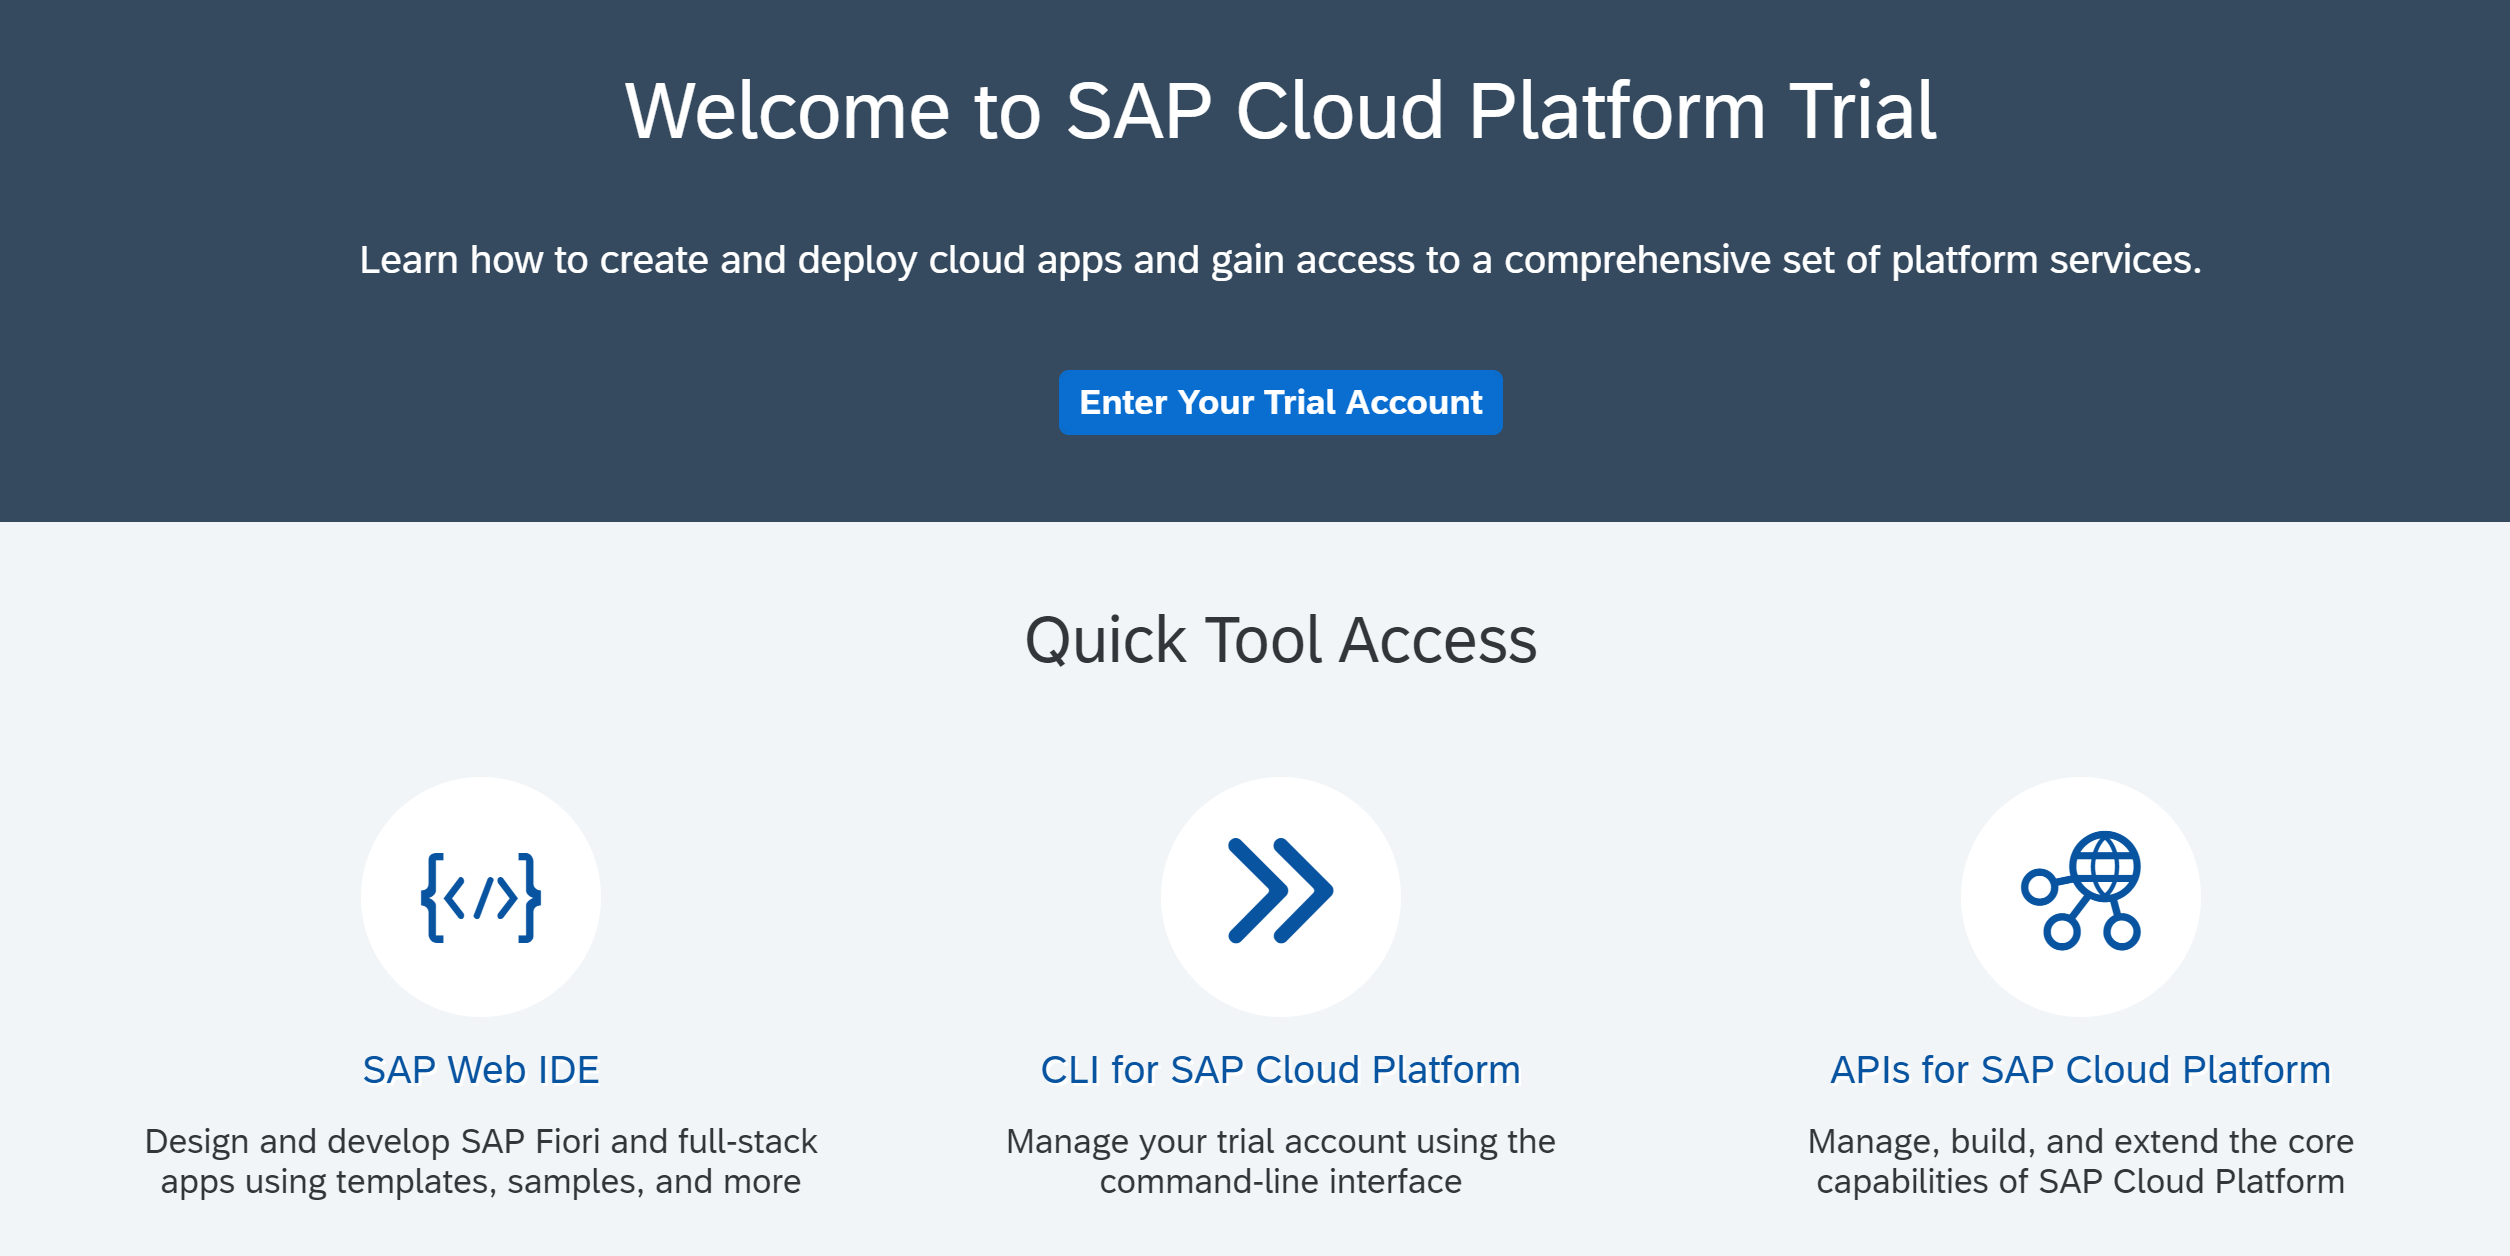 Welcome to SAP Cloud Platform Trial
Learn how to create and deploy cloud apps and gain access to a comprehensive set of platform services.
Enter Your Trial Account
Quick Tool Access
SAP Web IDE
Design and develop SAP Fiori and full-stack
apps using templates, samples, and more
CLI for SAP Cloud Platform
Manage your trial account using the
command-line interface
APIs for SAP Cloud Platform
Manage, build, and extend the core
capabilities of SAP Cloud Platform